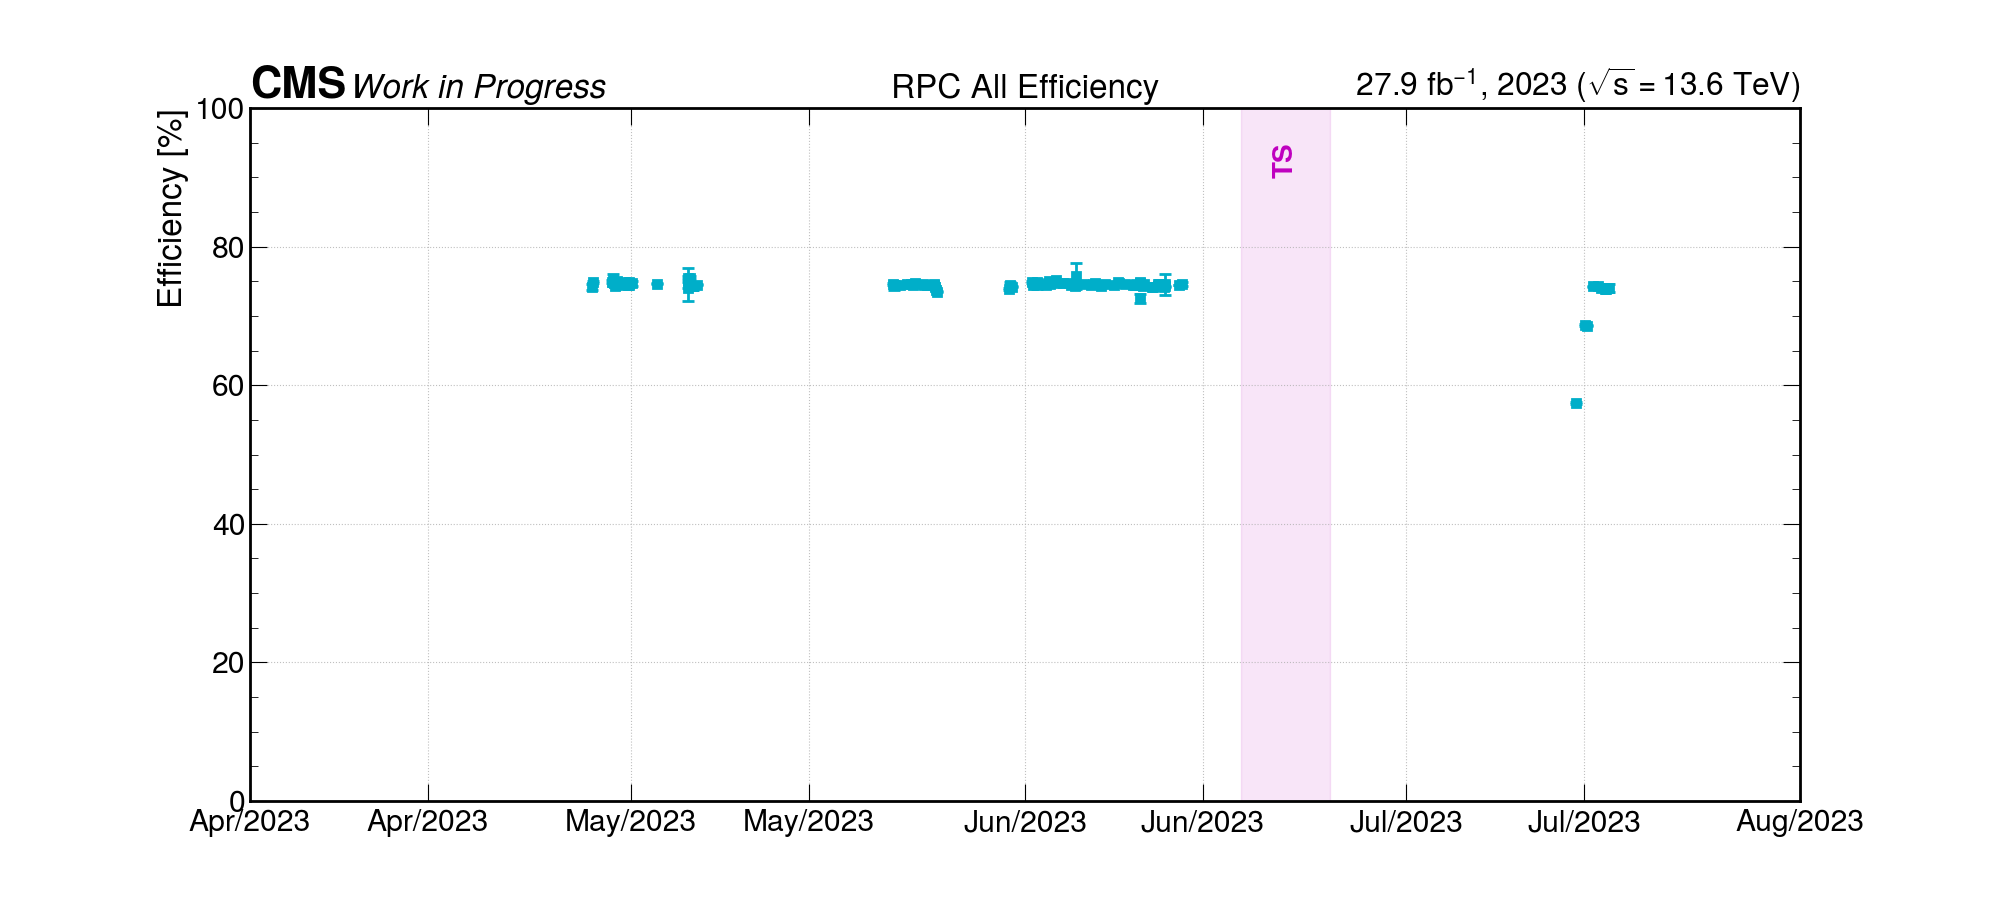 CMS Work in Progress RPC All Efficiency 27.9 fb⁻¹, 2023 (√s = 13.6 TeV)
Efficiency [%]
100
80
60
40
20
0
TS
Apr/2023 Apr/2023 May/2023 May/2023 Jun/2023 Jun/2023 Jul/2023 Jul/2023 Aug/2023